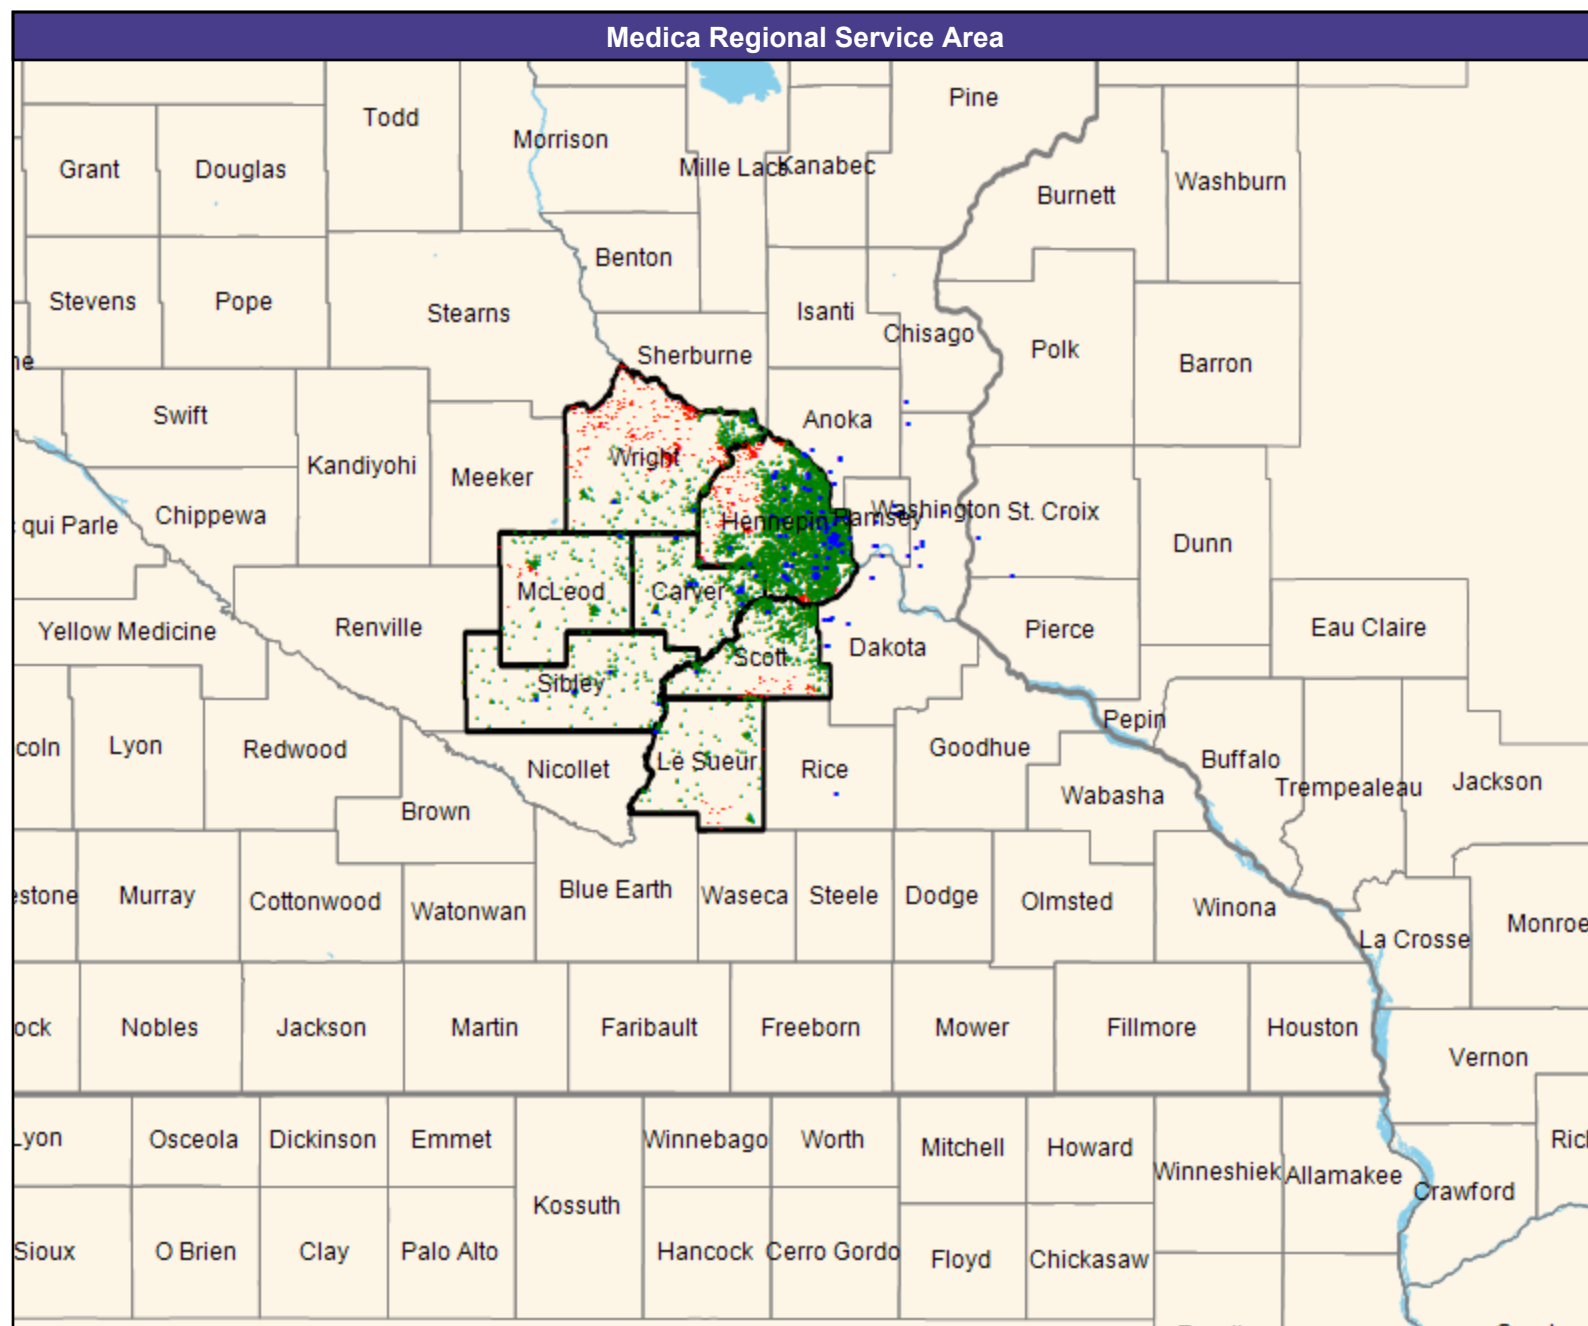 Medica Regional Service Area
Pine
Todd
Morrison
Grant
Douglas
Mille Lacs
Kanabec
Burnett
Washburn
Benton
Stevens
Pope
Stearns
Isanti
Chisago
Sherburne
Polk
Barron
ne
Swift
Anoka
Kandiyohi
Wright
Meeker
Chippewa
qui Parle
Hennepin
Ramsey
Washington
St. Croix
Dunn
McLeod
Carver
Yellow Medicine
Renville
Pierce
Eau Claire
Scott
Dakota
Sibley
coln
Lyon
Redwood
Nicollet
Le Sueur
Rice
Goodhue
Pepin
Buffalo
Trempealeau
Jackson
Brown
Wabasha
estone
Murray
Cottonwood
Watonwan
Blue Earth
Waseca
Steele
Dodge
Olmsted
Winona
La Crosse
Monroe
ock
Nobles
Jackson
Martin
Faribault
Freeborn
Mower
Fillmore
Houston
Vernon
Lyon
Osceola
Dickinson
Emmet
Winnebago
Worth
Mitchell
Howard
Winneshiek
Allamakee
Crawford
Rich
Kossuth
Sioux
O Brien
Clay
Palo Alto
Hancock
Cerro Gordo
Floyd
Chickasaw